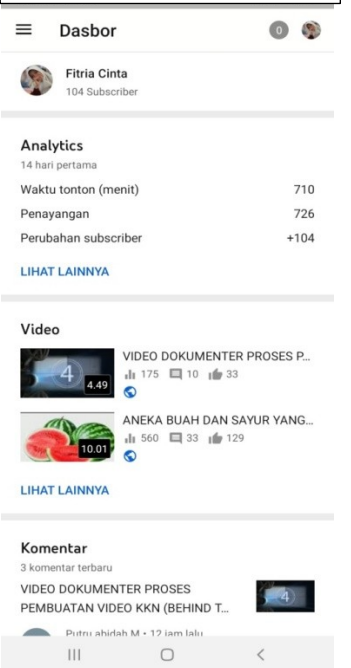 Dasbor
0
Fitria Cinta
104 Subscriber
Analytics
14 hari pertama
Waktu tonton (menit) 710
Penayangan 726
Perubahan subscriber +104
LIHAT LAINNYA
Video
VIDEO DOKUMENTER PROSES P...
175 10 33
4
4.49
ANEKA BUAH DAN SAYUR YANG...
560 33 129
10.01
LIHAT LAINNYA
Komentar
3 komentar terbaru
VIDEO DOKUMENTER PROSES
PEMBUATAN VIDEO KKN (BEHIND T...
4
Putru abidah M • 12 jam lalu